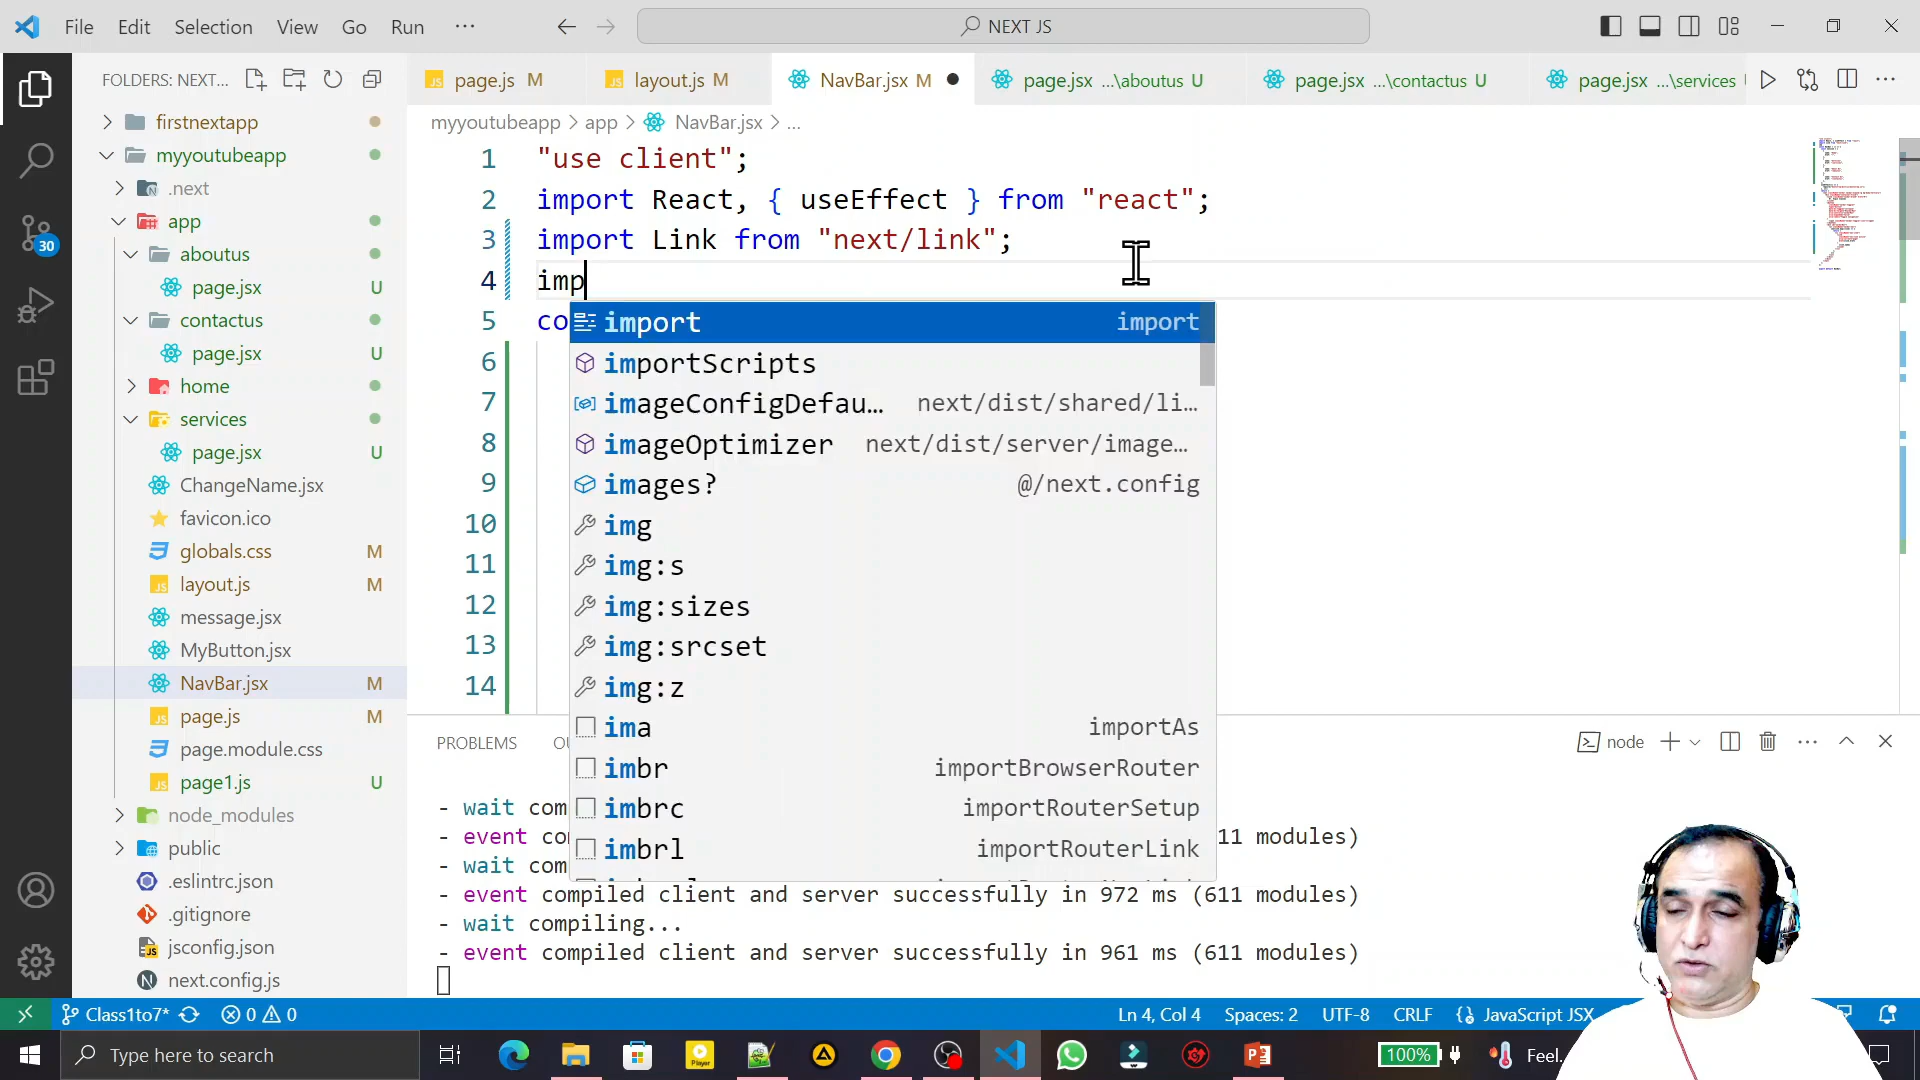 File Edit Selection View Go Run ···
NEXT JS
FOLDERS: NEXT...
page.js M
layout.js M
NavBar.jsx M
page.jsx ...\aboutus U
page.jsx ...\contactus U
page.jsx ...\services
myyoutubeapp > app > NavBar.jsx > ...
firstnextapp
myyoutubeapp
.next
app
aboutus
page.jsx U
contactus
page.jsx U
home
services
page.jsx U
ChangeName.jsx
favicon.ico
globals.css M
layout.js M
message.jsx
MyButton.jsx
NavBar.jsx M
page.js M
page.module.css
page1.js U
node_modules
public
.eslintrc.json
.gitignore
jsconfig.json
next.config.js
30
1 "use client";
2 import React, { useEffect } from "react";
3 import Link from "next/link";
4 imp
5 co
6
7
8
9
10
11
12
13
14
import import
importScripts
imageConfigDefau... next/dist/shared/li...
imageOptimizer next/dist/server/image...
images? @/next.config
img
img:s
img:sizes
img:srcset
img:z
ima importAs
imbr importBrowserRouter
imbrc importRouterSetup
imbrl importRouterLink
PROBLEMS OU
node
- wait com
- event com 11 modules)
- wait com
- event compiled client and server successfully in 972 ms (611 modules)
- wait compiling...
- event compiled client and server successfully in 961 ms (611 modules)
Class1to7* 0 0
Ln 4, Col 4 Spaces: 2 UTF-8 CRLF JavaScript JSX
Type here to search
Player
100%
Feel.